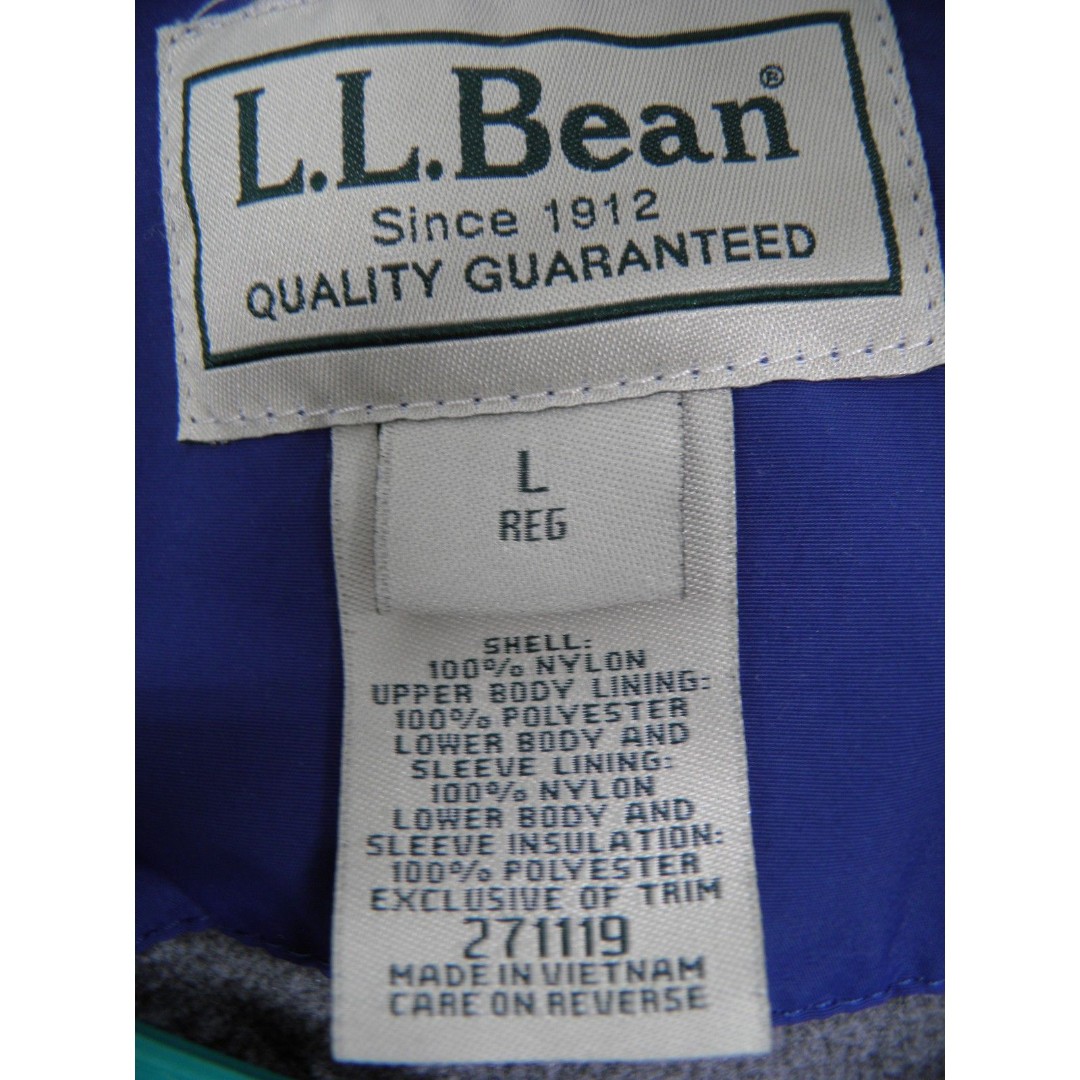 L.L.Bean®
Since 1912
QUALITY GUARANTEED
L
REG
SHELL:
100% NYLON
UPPER BODY LINING:
100% POLYESTER
LOWER BODY AND
SLEEVE LINING:
100% NYLON
LOWER BODY AND
SLEEVE INSULATION:
100% POLYESTER
EXCLUSIVE OF TRIM
271119
MADE IN VIETNAM
CARE ON REVERSE